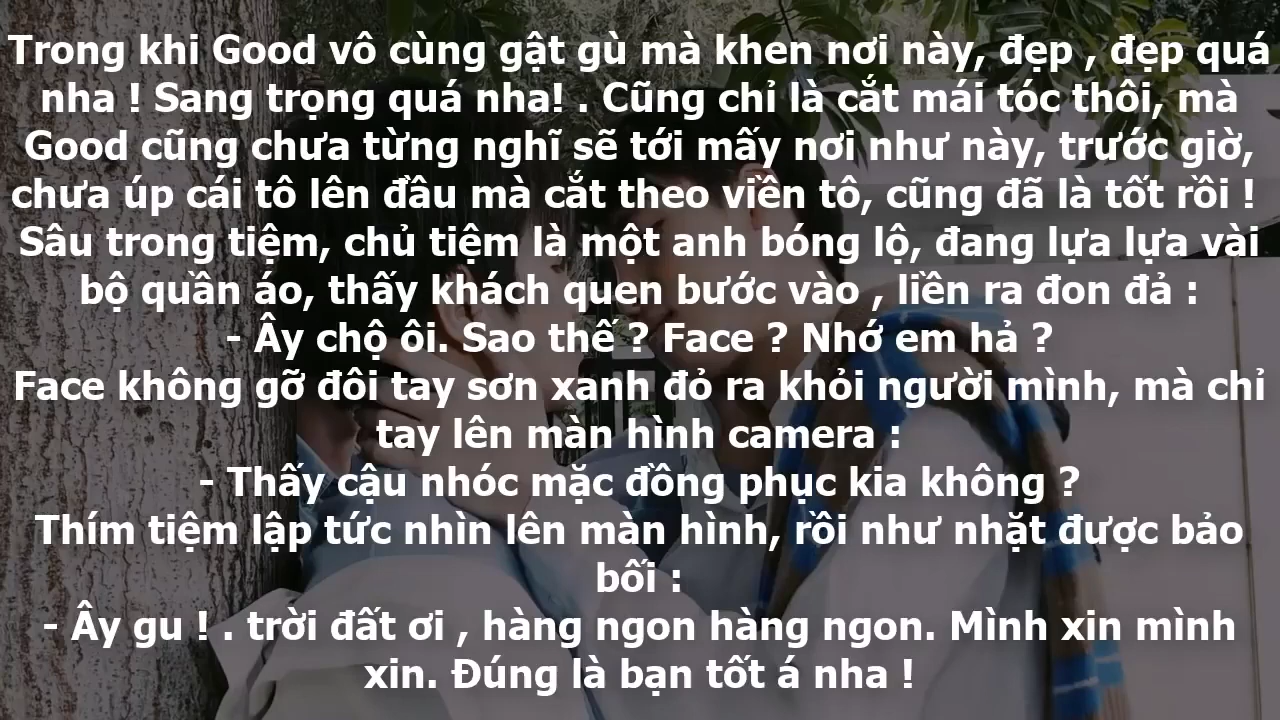 Trong khi Good vô cùng gật gù mà khen nơi này, đẹp , đẹp quá
nha ! Sang trọng quá nha! . Cũng chỉ là cắt mái tóc thôi, mà
Good cũng chưa từng nghĩ sẽ tới mấy nơi như này, trước giờ,
chưa úp cái tô lên đầu mà cắt theo viền tô, cũng đã là tốt rồi !
Sâu trong tiệm, chủ tiệm là một anh bóng lộ, đang lựa lựa vài
bộ quần áo, thấy khách quen bước vào , liền ra đon đả :
- Ây chộ ôi. Sao thế ? Face ? Nhớ em hả ?
Face không gỡ đôi tay sơn xanh đỏ ra khỏi người mình, mà chỉ
tay lên màn hình camera :
- Thấy cậu nhóc mặc đồng phục kia không ?
Thím tiệm lập tức nhìn lên màn hình, rồi như nhặt được bảo
bối :
- Ây gu ! . trời đất ơi , hàng ngon hàng ngon. Mình xin mình
xin. Đúng là bạn tốt á nha !